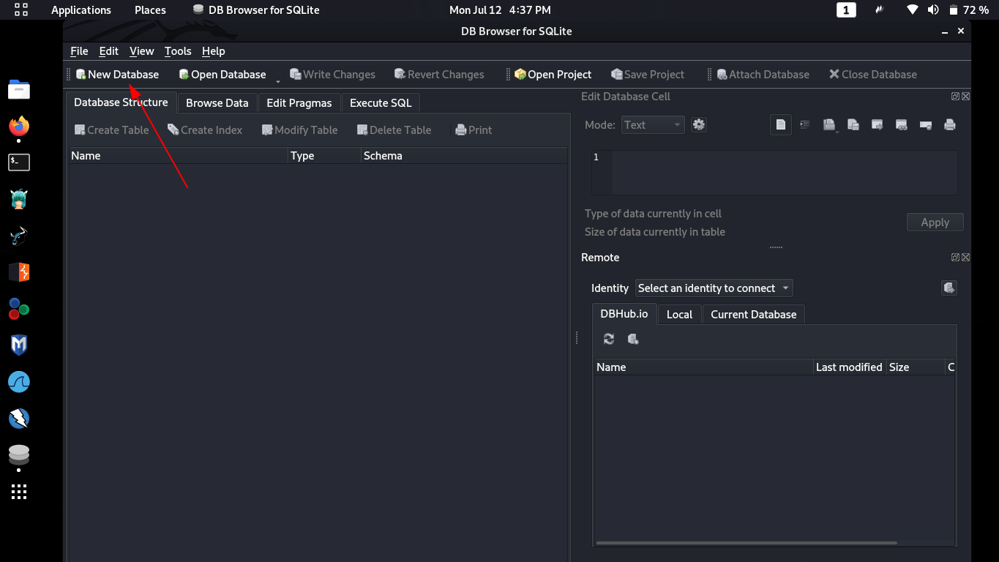 Applications Places DB Browser for SQLite Mon Jul 12 4:37 PM 1 72 %
DB Browser for SQLite
File Edit View Tools Help
New Database Open Database Write Changes Revert Changes Open Project Save Project Attach Database Close Database
Database Structure Browse Data Edit Pragmas Execute SQL
Create Table Create Index Modify Table Delete Table Print
Name Type Schema
Edit Database Cell
Mode: Text
1
Type of data currently in cell
Size of data currently in table
Apply
Remote
Identity Select an identity to connect
DBHub.io Local Current Database
Name Last modified Size C